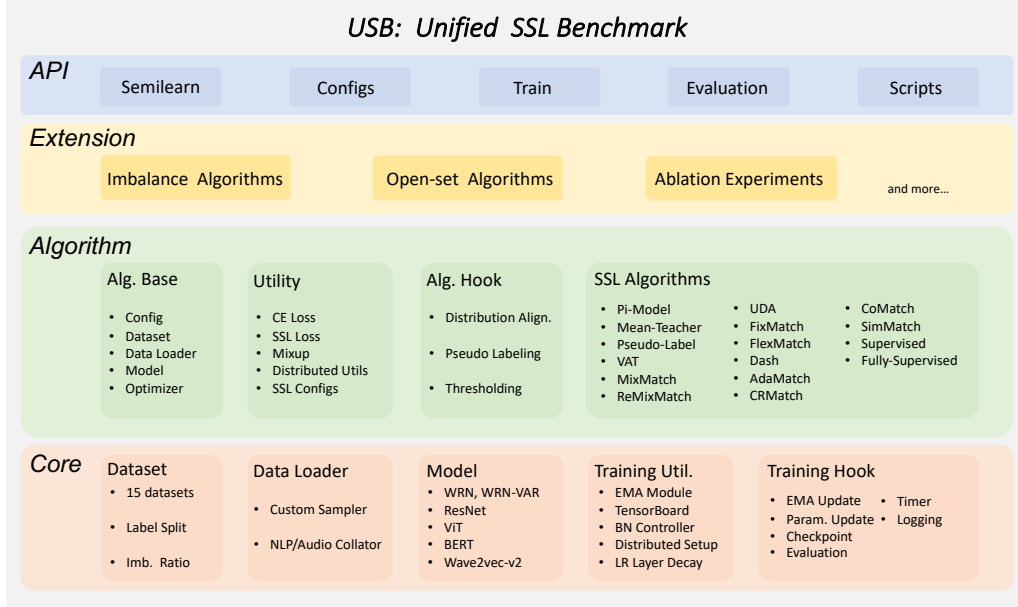 USB: Unified SSL Benchmark
API
Semilearn
Configs
Train
Evaluation
Scripts
Extension
Imbalance Algorithms
Open-set Algorithms
Ablation Experiments
and more...
Algorithm
Alg. Base
• Config
• Dataset
• Data Loader
• Model
• Optimizer
Utility
• CE Loss
• SSL Loss
• Mixup
• Distributed Utils
• SSL Configs
Alg. Hook
• Distribution Align.
• Pseudo Labeling
• Thresholding
SSL Algorithms
• Pi-Model
• Mean-Teacher
• Pseudo-Label
• VAT
• MixMatch
• ReMixMatch
• UDA
• FixMatch
• FlexMatch
• Dash
• AdaMatch
• CRMatch
• CoMatch
• SimMatch
• Supervised
• Fully-Supervised
Core
Dataset
• 15 datasets
• Label Split
• Imb. Ratio
Data Loader
• Custom Sampler
• NLP/Audio Collator
Model
• WRN, WRN-VAR
• ResNet
• ViT
• BERT
• Wave2vec-v2
Training Util.
• EMA Module
• TensorBoard
• BN Controller
• Distributed Setup
• LR Layer Decay
Training Hook
• EMA Update
• Param. Update
• Checkpoint
• Evaluation
• Timer
• Logging